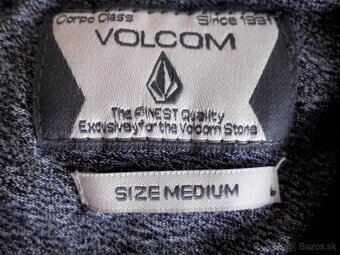 Corpo Class Since 1991
VOLCOM
The FINEST Quality
Exclusively for the Volcom Stone
SIZE MEDIUM
Bazos.sk